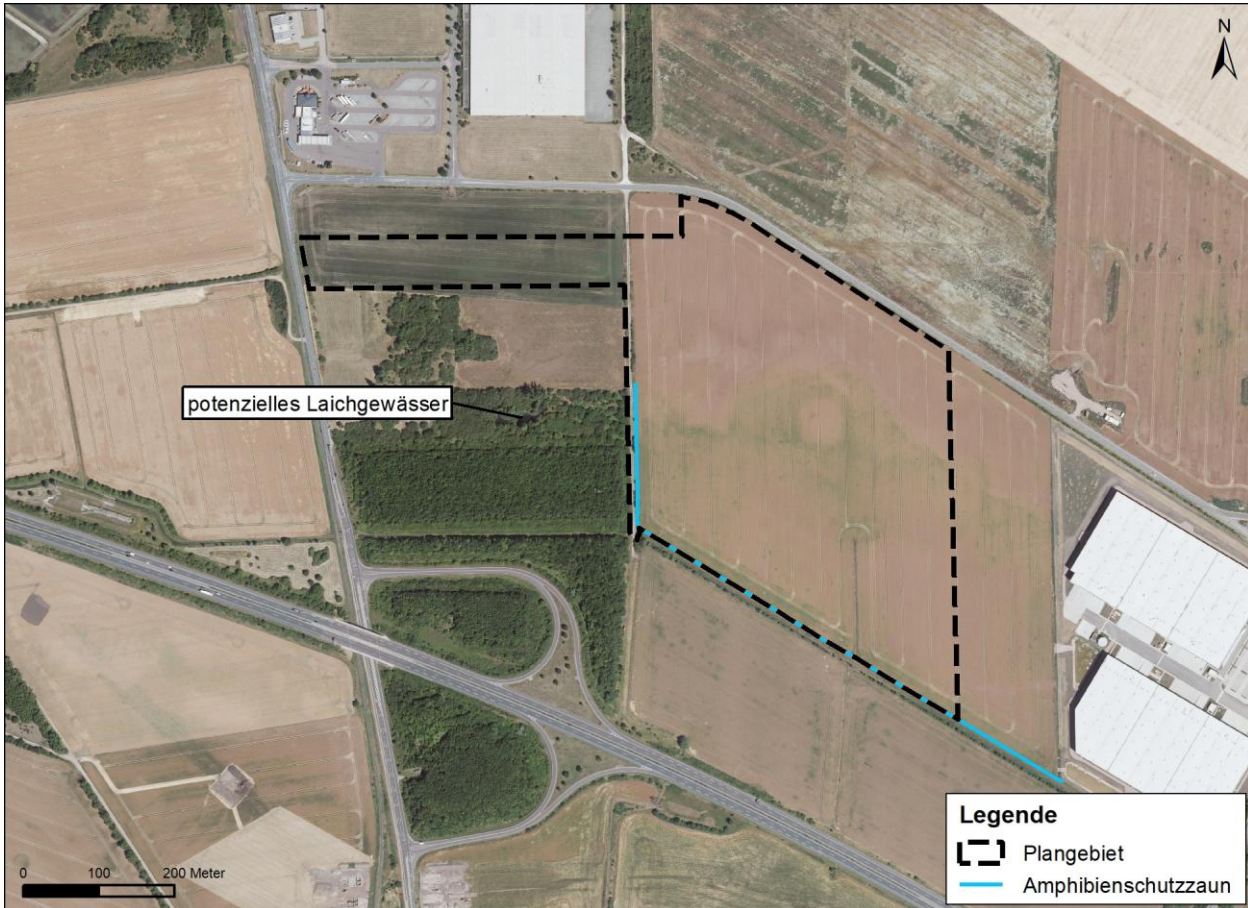 N
potenzielles Laichgewässer
Legende
Plangebiet
Amphibienschutzzaun
0 100 200 Meter